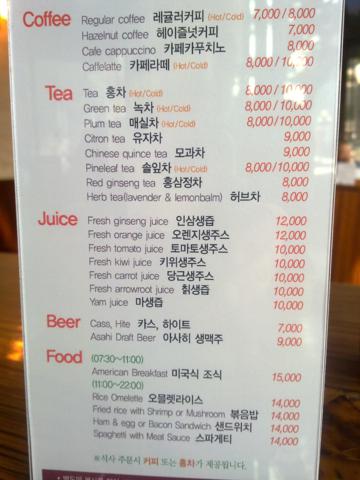 Coffee Regular coffee 레귤러커피 (Hot/Cold) 7,000 / 8,000
Hazelnut coffee 헤이즐넛커피 7,000
Cafe cappuccino 카페카푸치노 8,000
Caffelatte 카페라떼 (Hot/Cold) 8,000 / 10,000
Tea Tea 홍차 (Hot/Cold) 8,000 / 10,000
Green tea 녹차 (Hot/Cold) 8,000 / 10,000
Plum tea 매실차 (Hot/Cold) 8,000 / 10,000
Citron tea 유자차 9,000
Chinese quince tea 모과차 9,000
Pineleaf tea 솔잎차 (Hot/Cold) 8,000 / 10,000
Red ginseng tea 홍삼정차 8,000
Herb tea(lavender & lemonbalm) 허브차 8,000
Juice Fresh ginseng juice 인삼생즙 12,000
Fresh orange juice 오렌지생주스 12,000
Fresh tomato juice 토마토생주스 10,000
Fresh kiwi juice 키위생주스 10,000
Fresh carrot juice 당근생주스 10,000
Fresh arrowroot juice 칡생즙 10,000
Yam juice 마생즙 10,000
Beer Cass, Hite 카스, 하이트 7,000
Asahi Draft Beer 아사히 생맥주 9,000
Food (07:30~11:00)
American Breakfast 미국식 조식 15,000
(11:00~22:00)
Rice Omelette 오믈렛라이스 14,000
Fried rice with Shrimp or Mushroom 볶음밥 14,000
Ham & egg or Bacon Sandwich 샌드위치 14,000
Spaghetti with Meat Sauce 스파게티 14,000
※식사 주문시 커피 또는 홍차가 제공됩니다.